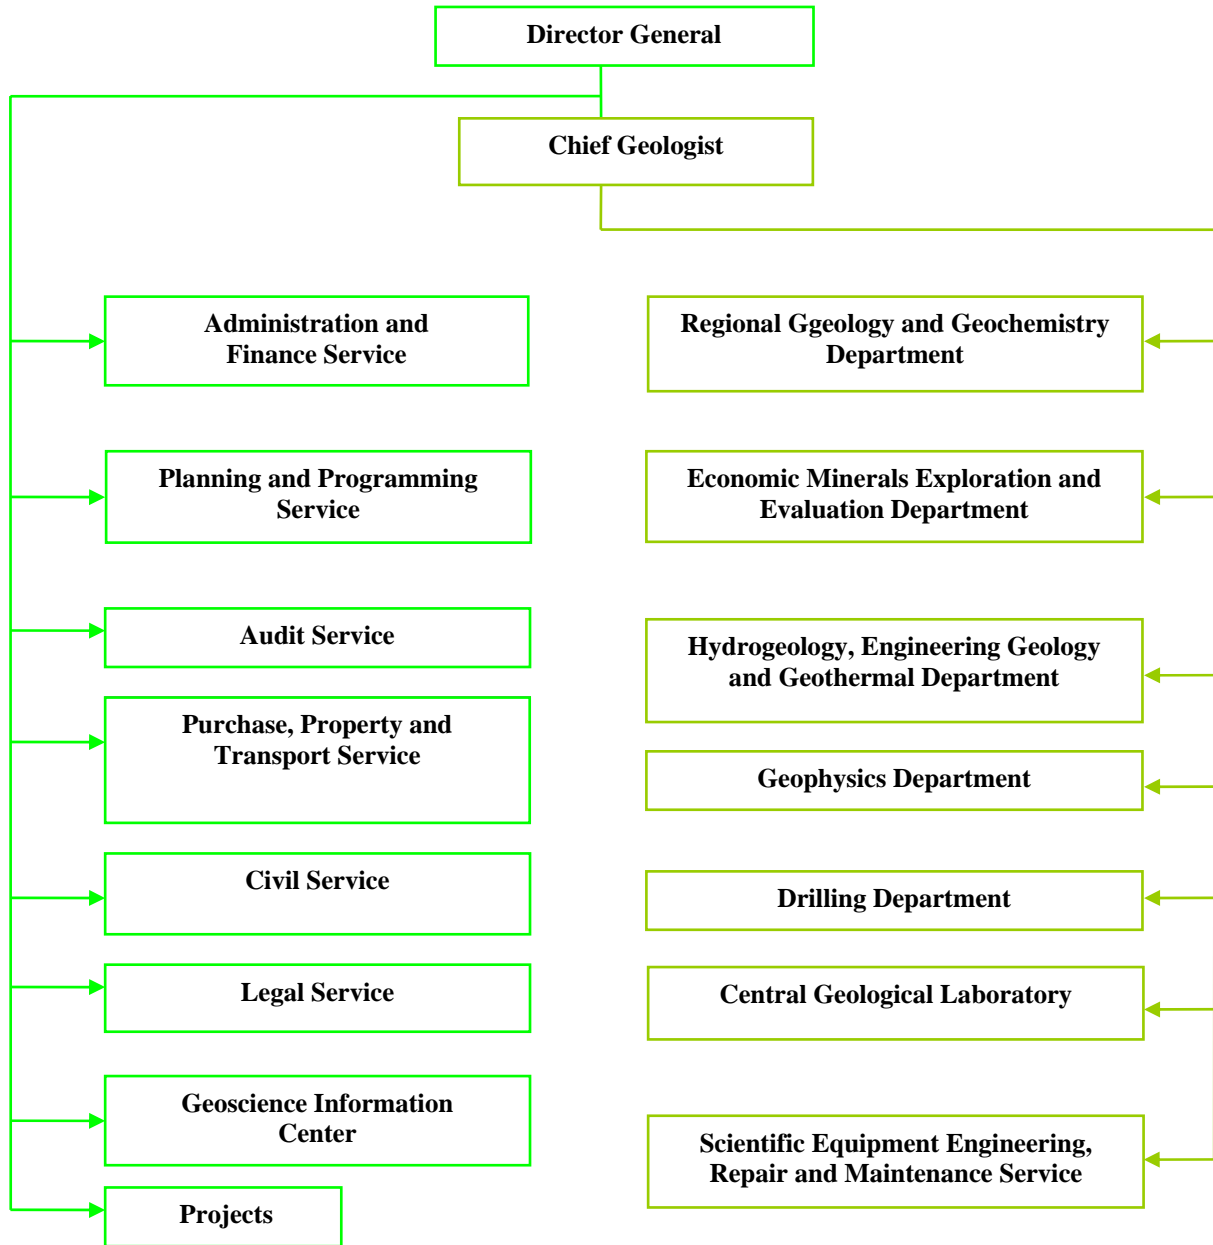 Director General
Chief Geologist
Administration and
Finance Service
Regional Ggeology and Geochemistry
Department
Planning and Programming
Service
Economic Minerals Exploration and
Evaluation Department
Audit Service
Hydrogeology, Engineering Geology
and Geothermal Department
Purchase, Property and
Transport Service
Geophysics Department
Civil Service
Drilling Department
Legal Service
Central Geological Laboratory
Geoscience Information
Center
Scientific Equipment Engineering,
Repair and Maintenance Service
Projects